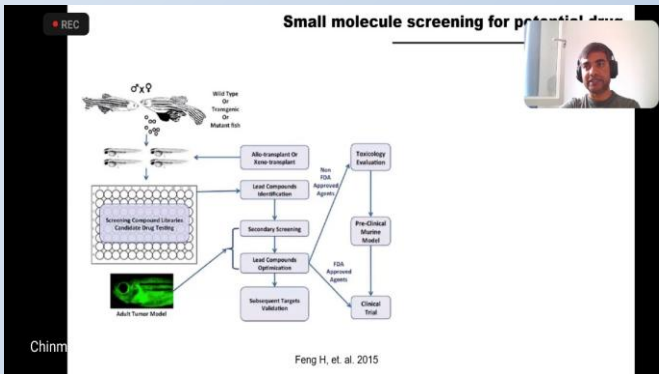 REC
Small molecule screening for potential drug
♂x♀
Wild Type
Or
Transgenic
Or
Mutant fish
Allo-transplant Or
Xeno-transplant
Toxicology
Evaluation
Non
FDA
Approved
Agents
Lead Compounds
Identification
Screening Compound Libraries
Candidate Drug Testing
Secondary Screening
Pre-Clinical
Murine
Model
Lead Compounds
Optimization
FDA
Approved
Agents
Adult Tumor Model
Subsequent Targets
Validation
Clinical
Trial
Chinm
Feng H, et. al. 2015